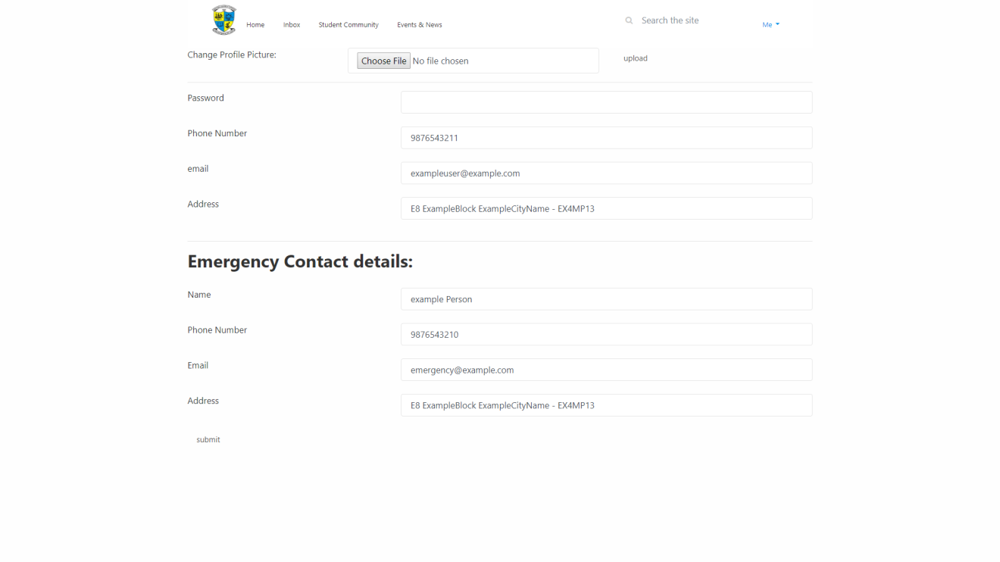 Home Inbox Student Community Events & News Search the site Me
Change Profile Picture: Choose File No file chosen upload
Password
Phone Number 9876543211
email exampleuser@example.com
Address E8 ExampleBlock ExampleCityName - EX4MP13
Emergency Contact details:
Name example Person
Phone Number 9876543210
Email emergency@example.com
Address E8 ExampleBlock ExampleCityName - EX4MP13
submit